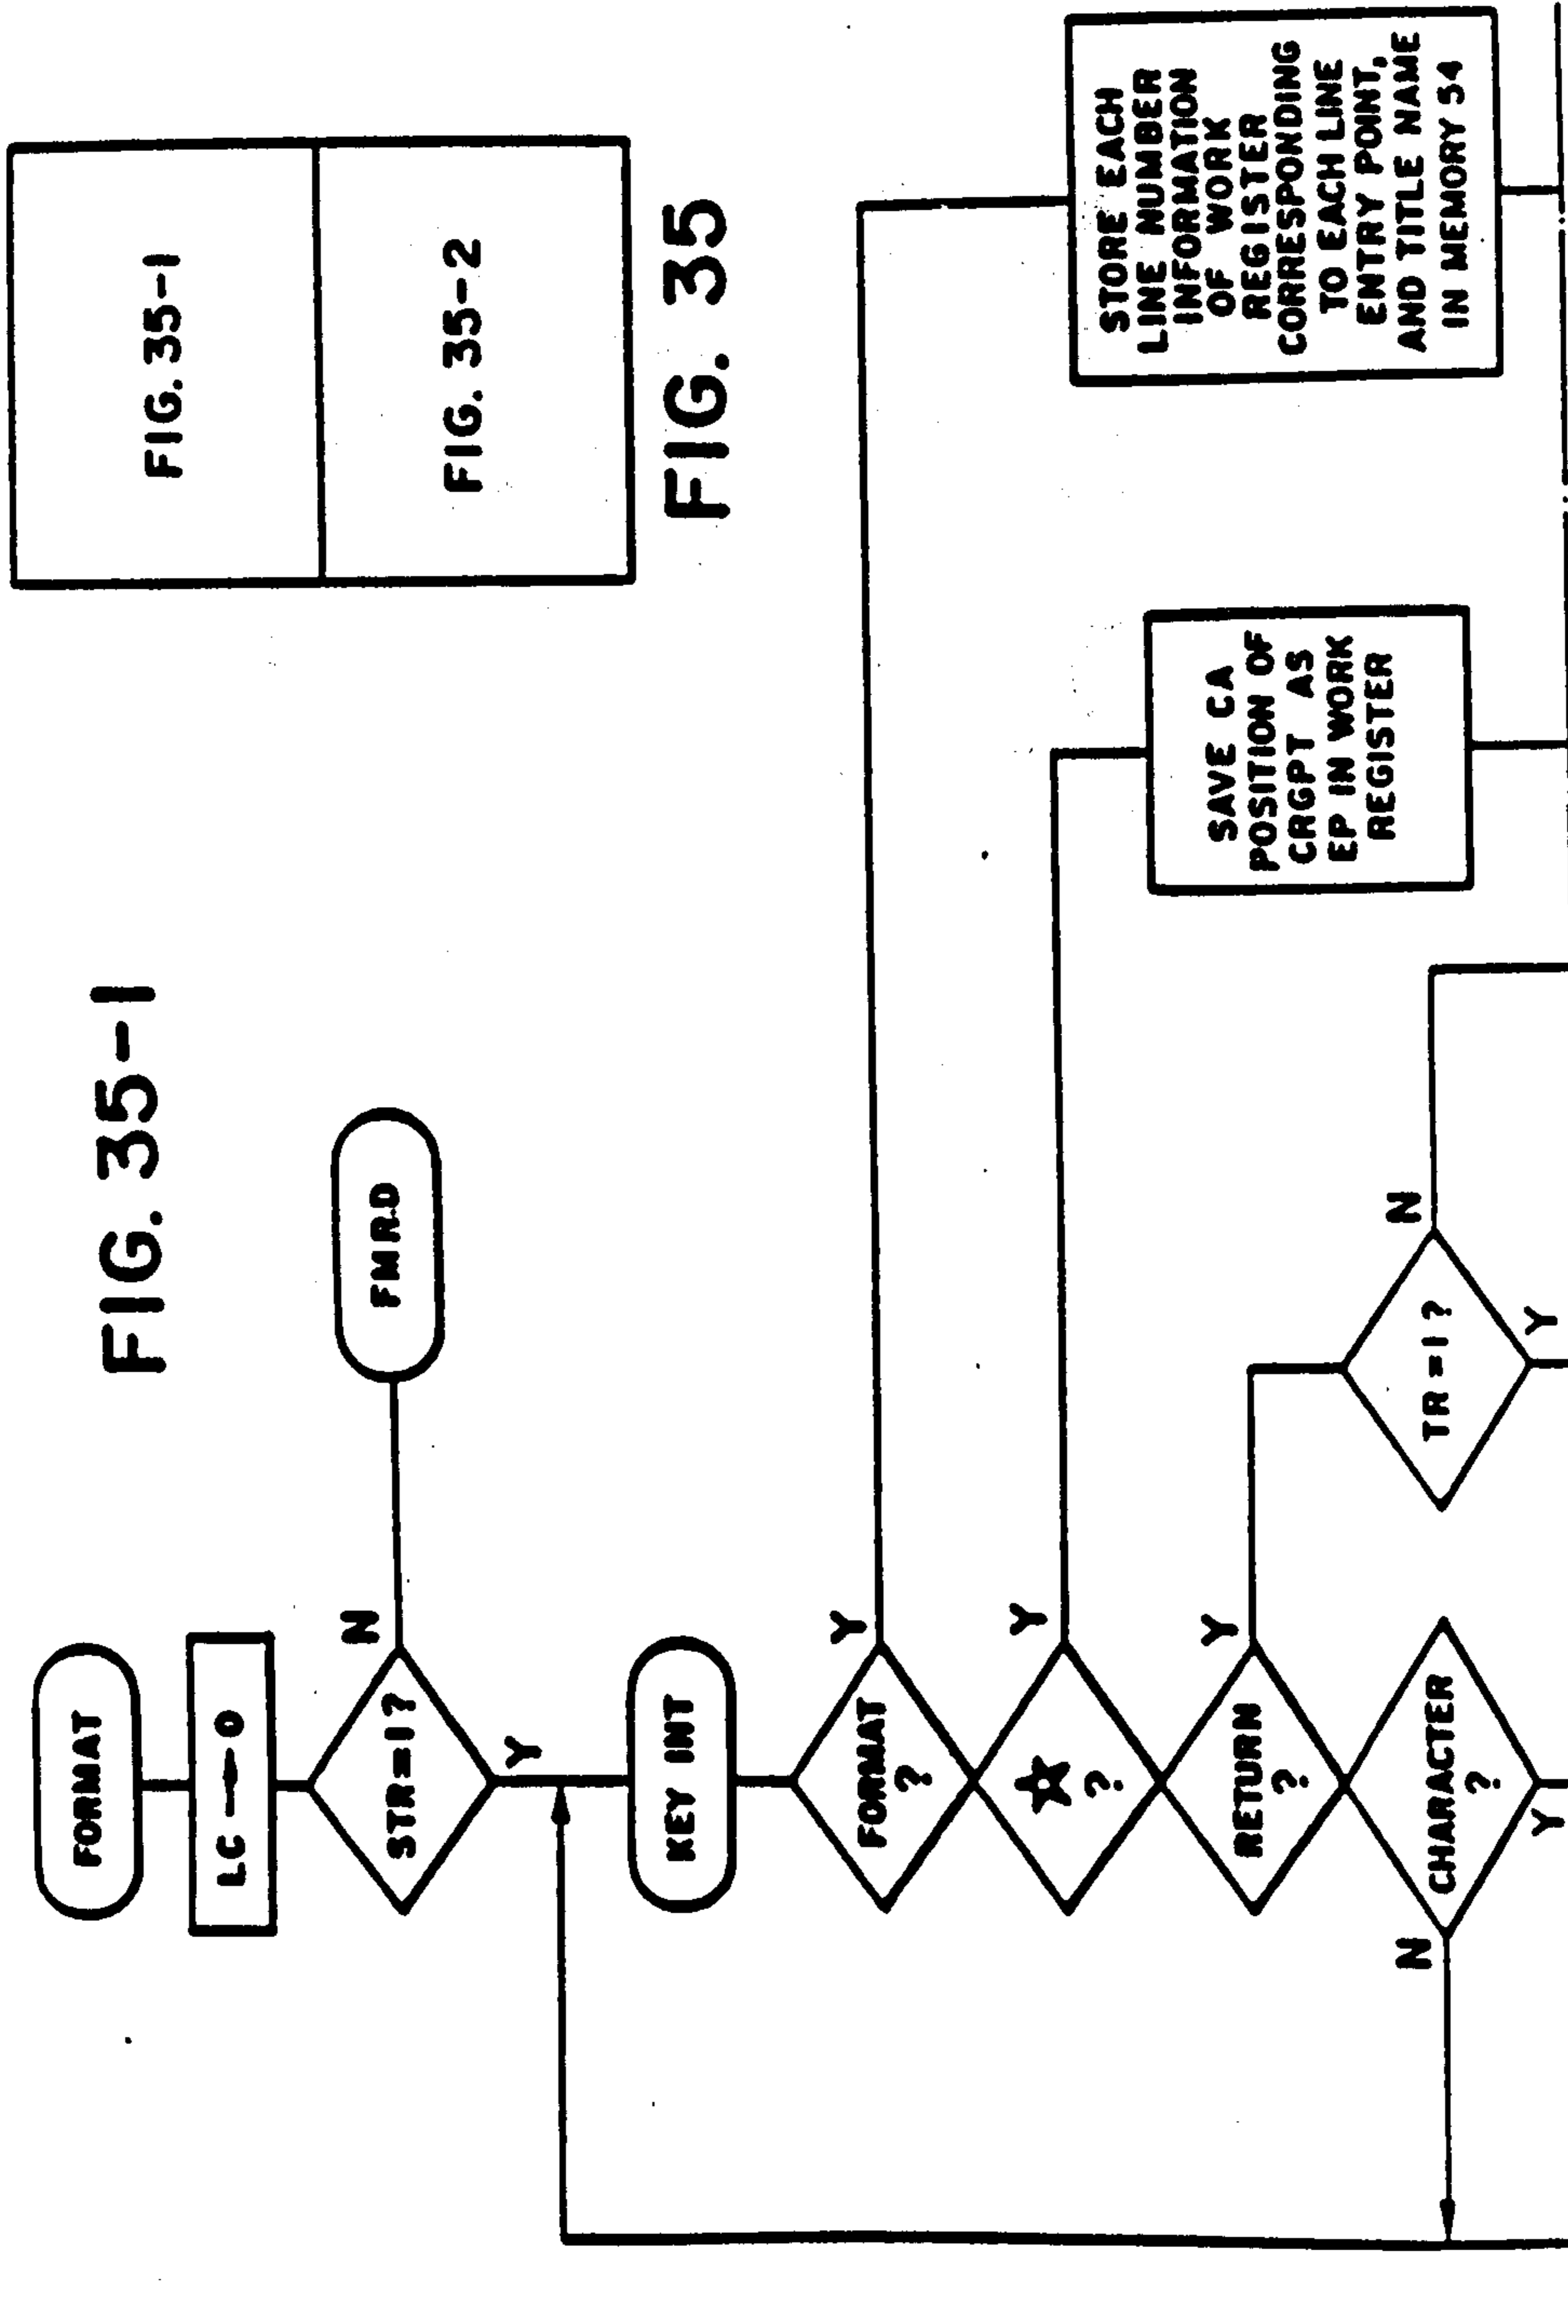 FIG. 35-1
FORMAT
LC → 0
STR=1?
N
FMRD
Y
KEY INT
FORMAT
?
Y
☆
?
Y
RETURN
?
Y
CHARACTER
?
N
Y
TR=1?
N
Y
SAVE CA
POSITION OF
CRGPT AS
EP IN WORK
REGISTER
STORE EACH
LINE NUMBER
INFORMATION
OF WORK
REGISTER
CORRESPONDING
TO EACH LINE
ENTRY POINT,
AND TITLE NAME
IN MEMORY 54
FIG. 35-1
FIG. 35-2
FIG. 35